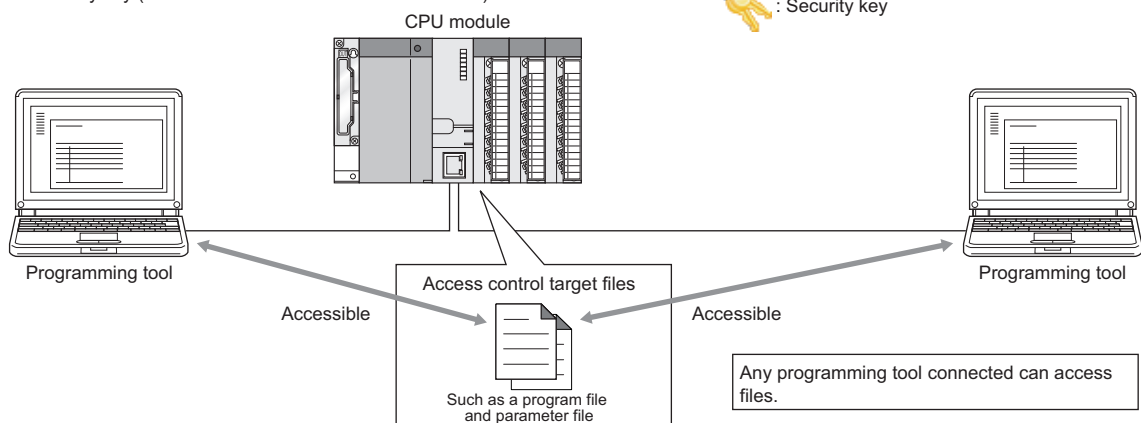 : Security key
CPU module
Programming tool
Programming tool
Access control target files
Accessible
Accessible
Such as a program file
and parameter file
Any programming tool connected can access
files.